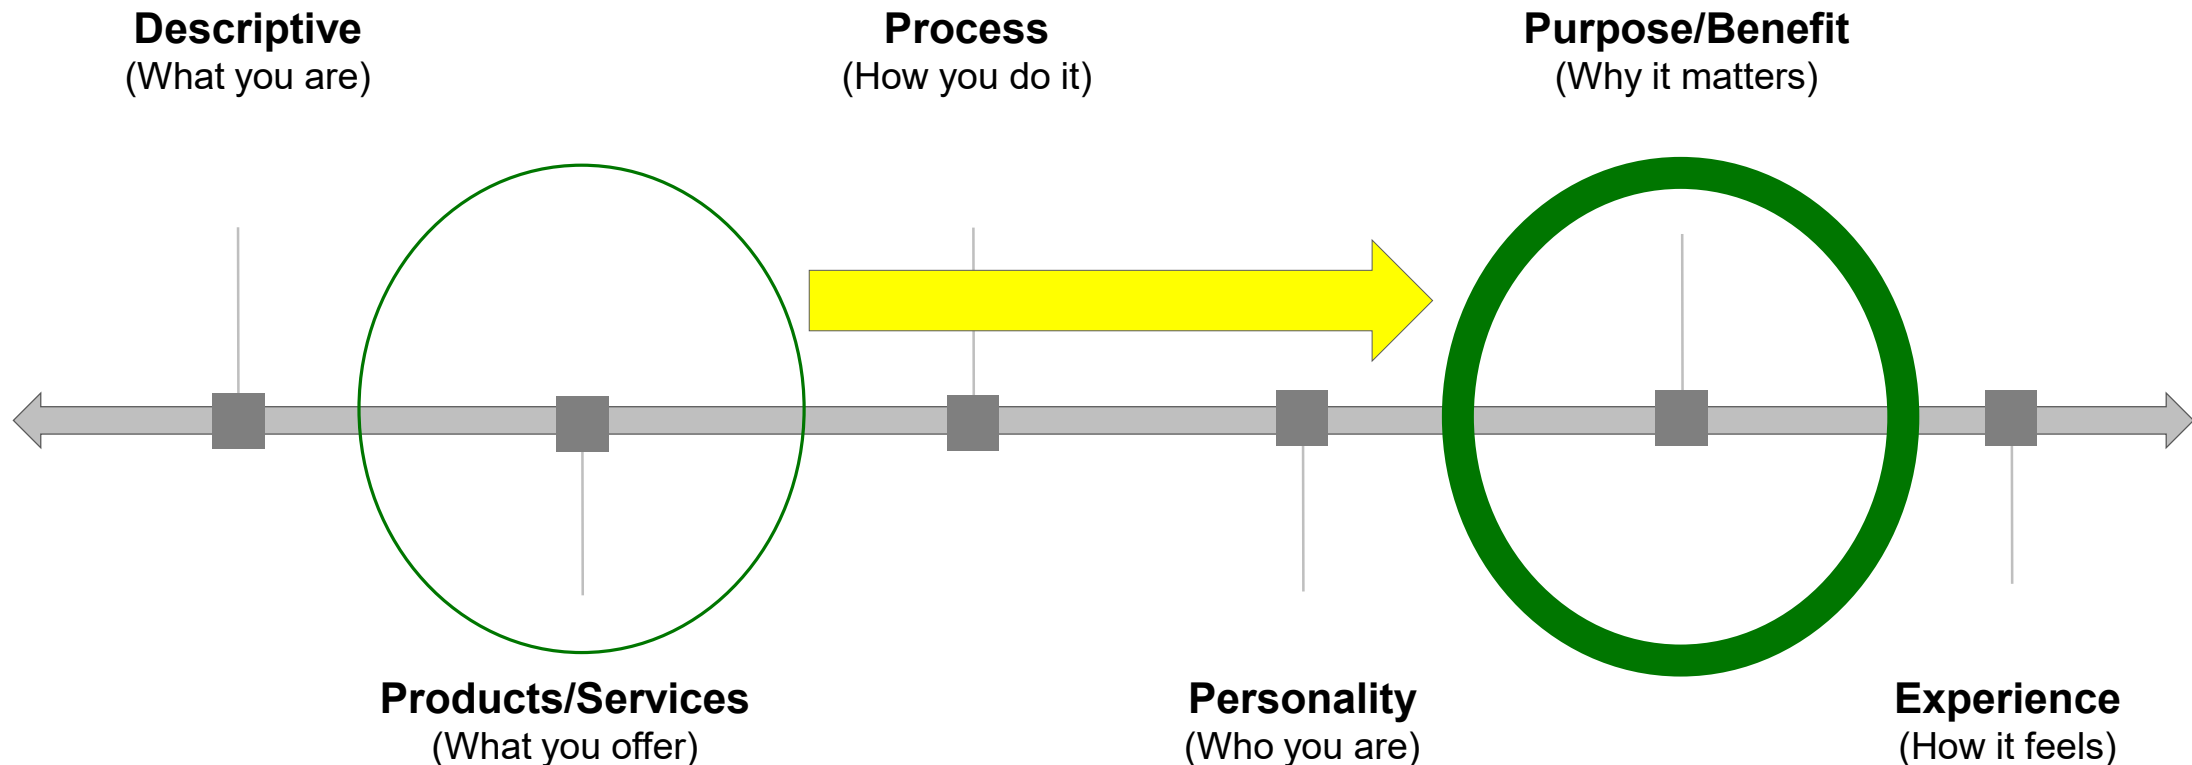 Descriptive
(What you are)
Process
(How you do it)
Purpose/Benefit
(Why it matters)
Products/Services
(What you offer)
Personality
(Who you are)
Experience
(How it feels)